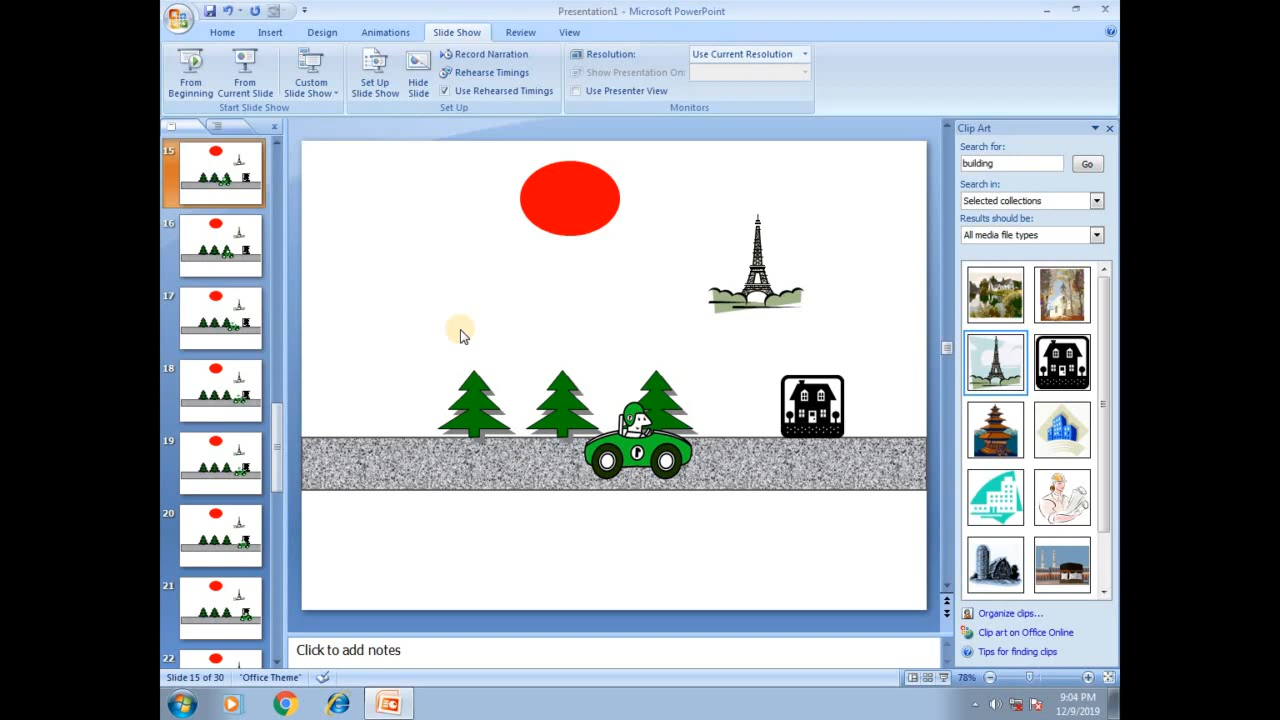 Presentation1 - Microsoft PowerPoint
Home Insert Design Animations Slide Show Review View
From Beginning
From Current Slide
Custom Slide Show
Start Slide Show
Set Up Slide Show
Hide Slide
Record Narration
Rehearse Timings
Use Rehearsed Timings
Set Up
Resolution: Use Current Resolution
Show Presentation On:
Use Presenter View
Monitors
15
16
17
18
19
20
21
22
1
Clip Art
Search for:
building Go
Search in:
Selected collections
Results should be:
All media file types
Organize clips...
Clip art on Office Online
Tips for finding clips
Click to add notes
Slide 15 of 30 "Office Theme" 78%
9:04 PM
12/9/2019